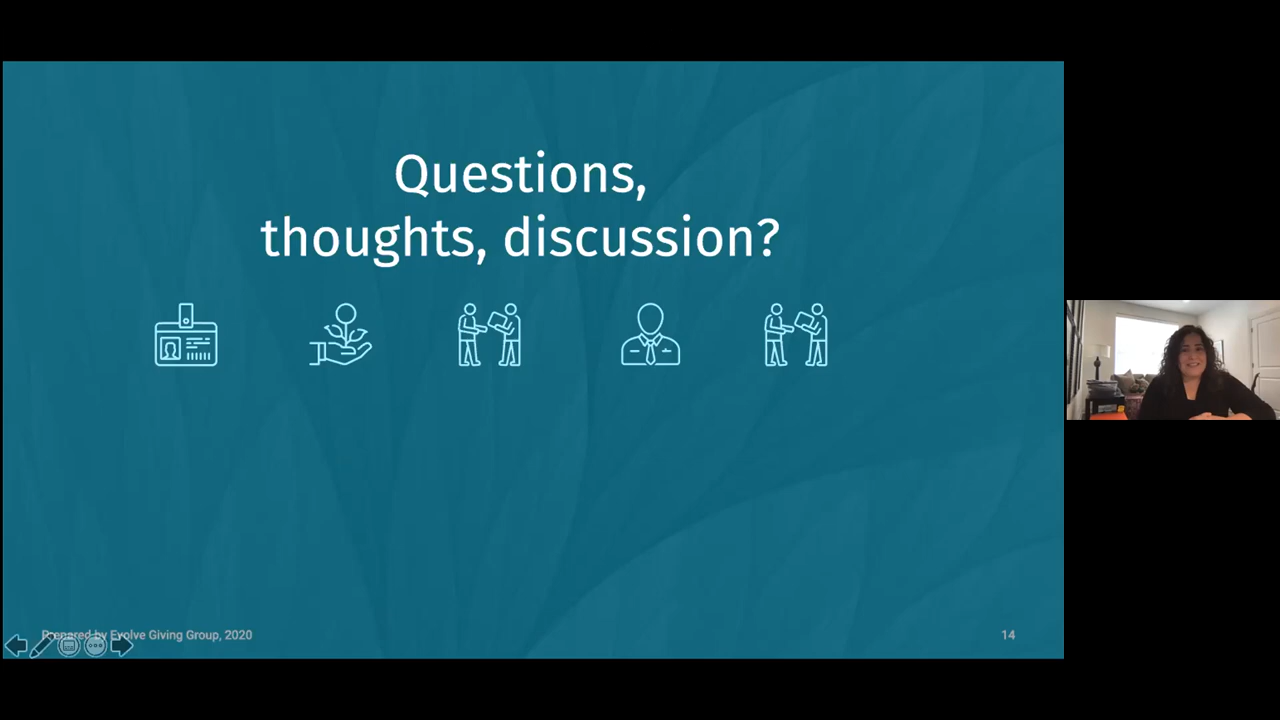 Questions,
thoughts, discussion?
Prepared by Evolve Giving Group, 2020
14